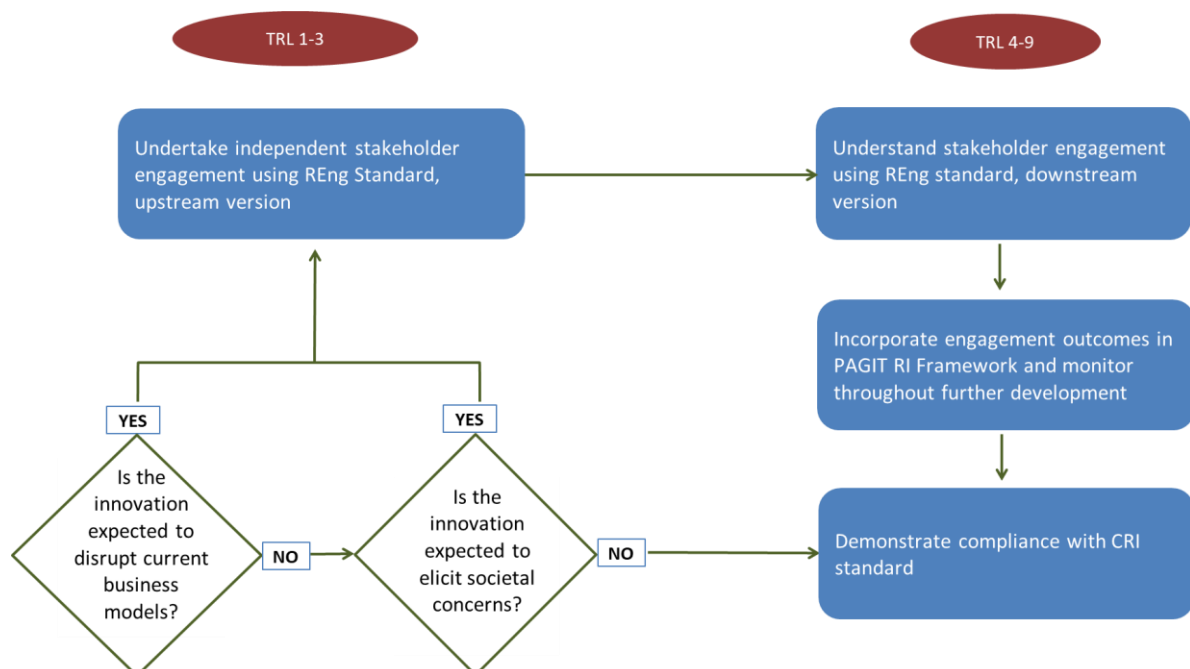 TRL 1-3
TRL 4-9
Undertake independent stakeholder
engagement using REng Standard,
upstream version
Understand stakeholder engagement
using REng standard, downstream
version
Incorporate engagement outcomes in
PAGIT RI Framework and monitor
throughout further development
YES
YES
Is the
innovation
expected to
disrupt current
business
models?
NO
Is the
innovation
expected to
elicit societal
concerns?
NO
Demonstrate compliance with CRI
standard